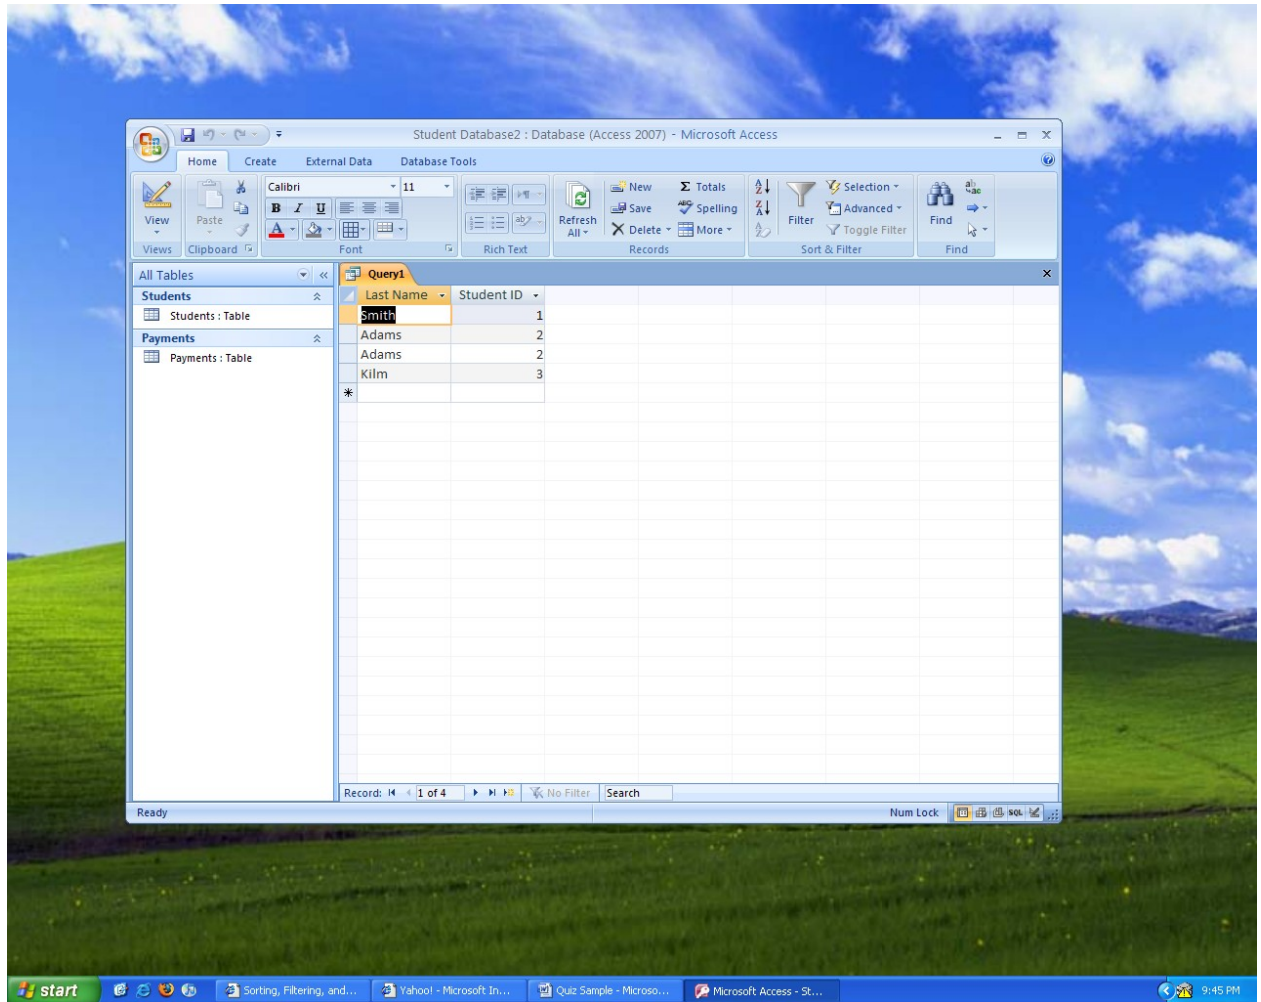 Student Database2 : Database (Access 2007) - Microsoft Access
Home Create External Data Database Tools
Calibri 11
New Σ Totals Selection
B I U Save Spelling Advanced
View Paste Refresh All Delete More Filter Toggle Filter Find
Views Clipboard Font Rich Text Records Sort & Filter Find
All Tables « Query1
Students Last Name Student ID
Students : Table Smith 1
Payments Adams 2
Payments : Table Adams 2
Kilm 3
Record: 1 of 4 No Filter Search
Ready Num Lock SQL
start Sorting, Filtering, and... Yahoo! - Microsoft In... Quiz Sample - Microso... Microsoft Access - St... 9:45 PM